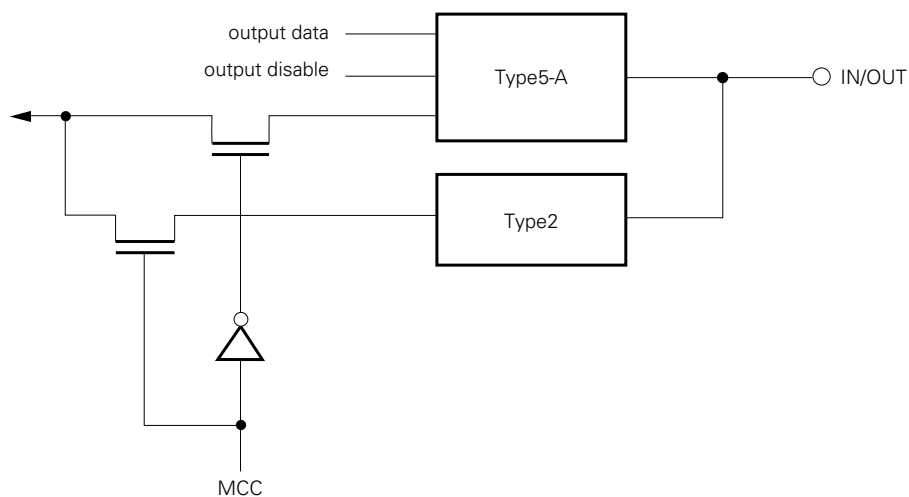 output data
output disable
Type5-A
IN/OUT
Type2
MCC